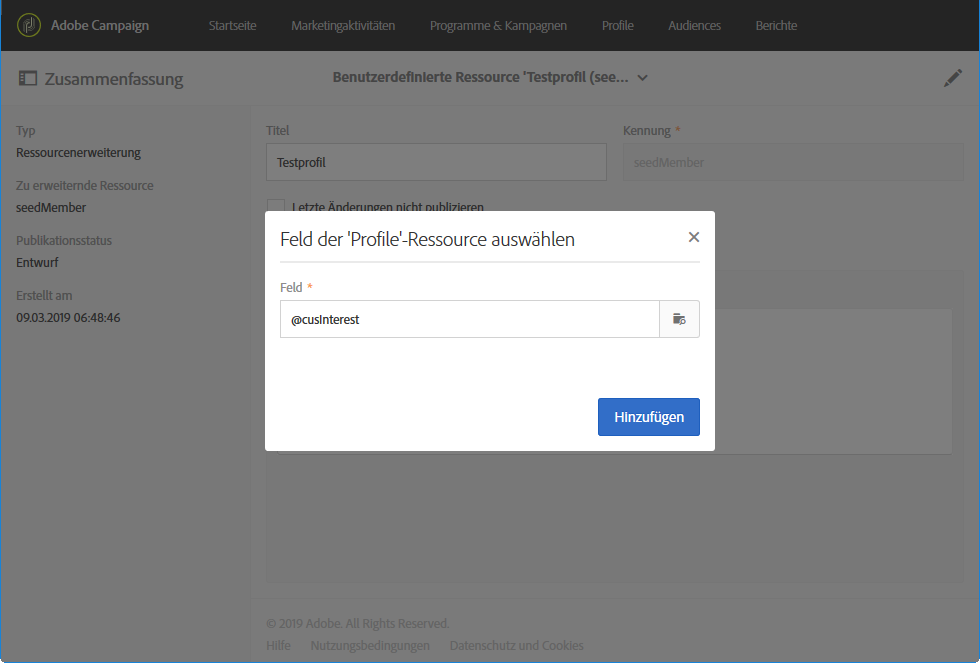 Adobe Campaign Startseite Marketingaktivitäten Programme & Kampagnen Profile Audiences Berichte
Zusammenfassung Benutzerdefinierte Ressource 'Testprofil (see...
Typ
Ressourcenerweiterung
Zu erweiternde Ressource
seedMember
Publikationsstatus
Entwurf
Erstellt am
09.03.2019 06:48:46
Titel Kennung *
Testprofil seedMember
Letzte Änderungen nicht publizieren
Feld der 'Profile'-Ressource auswählen
Feld *
@cusInterest
Hinzufügen
© 2019 Adobe. All Rights Reserved.
Hilfe Nutzungsbedingungen Datenschutz und Cookies